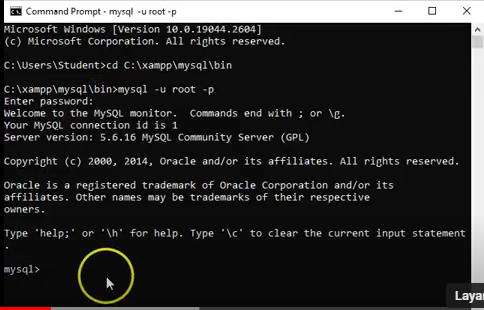 Command Prompt - mysql -u root -p
Microsoft Windows [Version 10.0.19044.2604]
(c) Microsoft Corporation. All rights reserved.
C:\Users\Student>cd C:\xampp\mysql\bin
C:\xampp\mysql\bin>mysql -u root -p
Enter password:
Welcome to the MySQL monitor.  Commands end with ; or \g.
Your MySQL connection id is 1
Server version: 5.6.16 MySQL Community Server (GPL)
Copyright (c) 2000, 2014, Oracle and/or its affiliates. All rights reserved.
Oracle is a registered trademark of Oracle Corporation and/or its
affiliates. Other names may be trademarks of their respective
owners.
Type 'help;' or '\h' for help. Type '\c' to clear the current input statement
.
mysql>